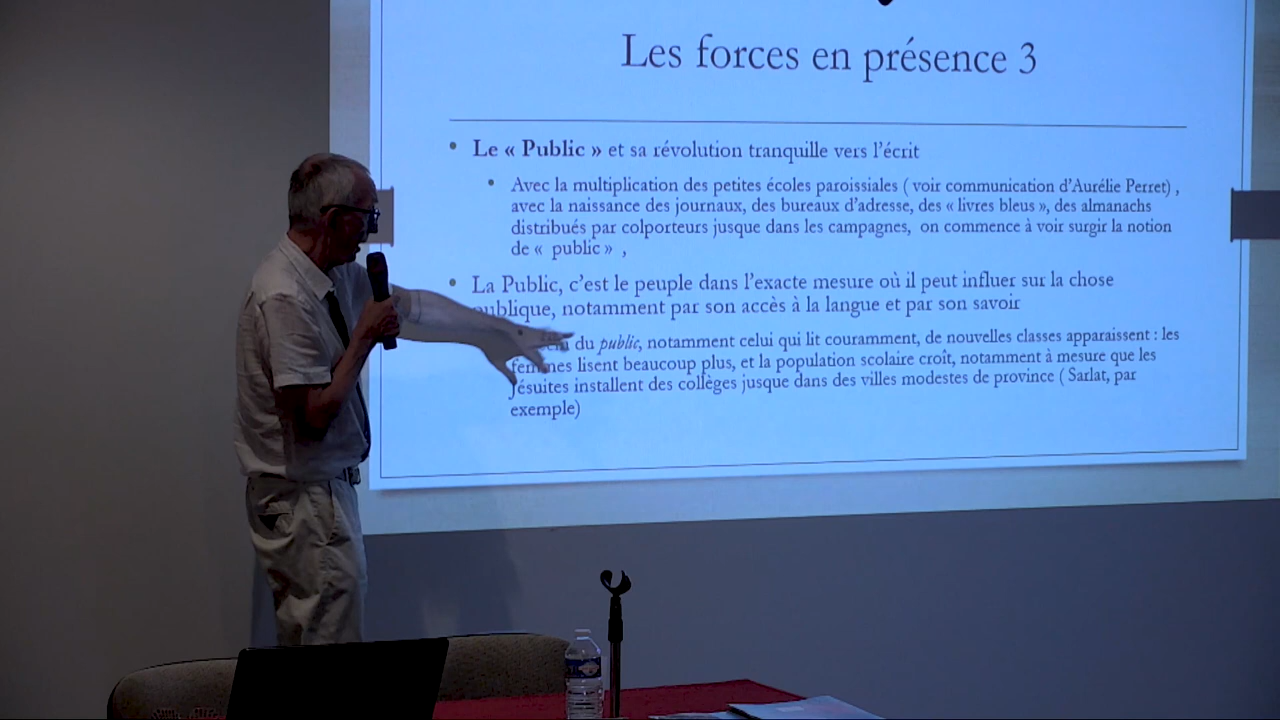 Les forces en présence 3
• Le « Public » et sa révolution tranquille vers l'écrit
• Avec la multiplication des petites écoles paroissiales ( voir communication d'Aurélie Perret) ,
avec la naissance des journaux, des bureaux d'adresse, des « livres bleus », des almanachs
distribués par colporteurs jusque dans les campagnes, on commence à voir surgir la notion
de « public » ,
• La Public, c'est le peuple dans l'exacte mesure où il peut influer sur la chose
publique, notamment par son accès à la langue et par son savoir
du public, notamment celui qui lit couramment, de nouvelles classes apparaissent : les
femmes lisent beaucoup plus, et la population scolaire croît, notamment à mesure que les
Jésuites installent des collèges jusque dans des villes modestes de province ( Sarlat, par
exemple)